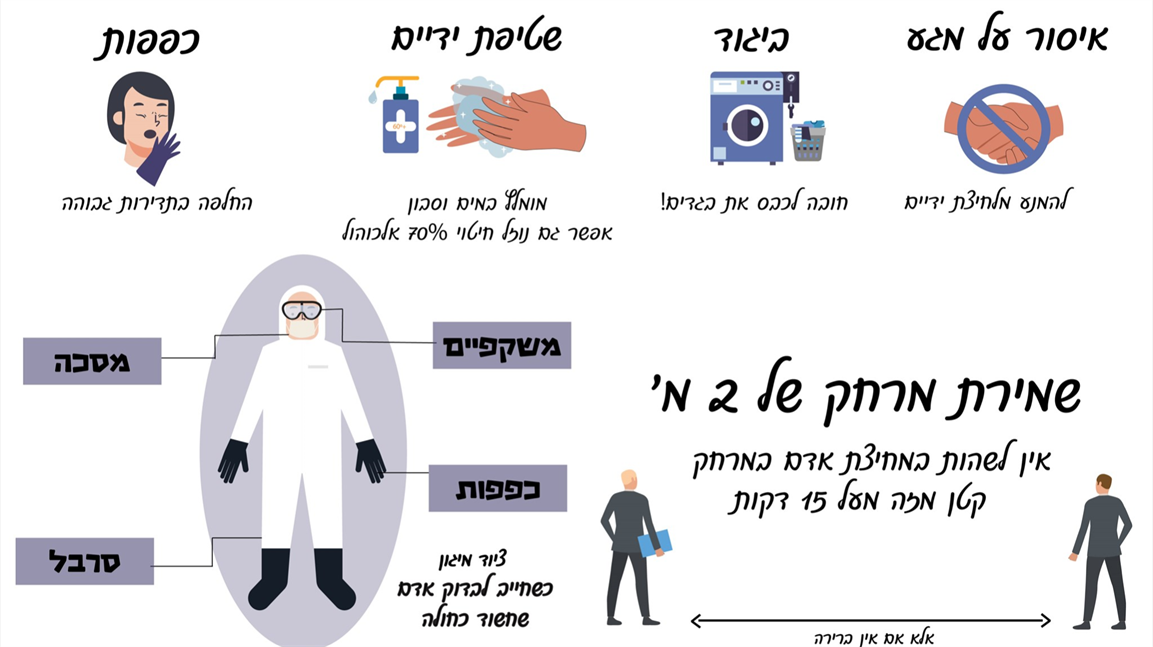 איסור על מגע
להמנע מלחיצת ידיים
ביגוד
חובה לכבס את בגדים!
שטיפת ידיים
60%
מומלץ במים וסבון
אפשר גם נוזל חיטוי 70% אלכוהול
כפפות
החלפה בתדירות גבוהה
משקפיים
מסכה
כפפות
סרבל
ציוד מיגון
כשחייב לבדוק אדם
שחשוד כחולה
שמירת מרחק של 2 מ'
אין לשהות במחיצת אדם במרחק
קטן מזה מעל 15 דקות
אלא אם אין ברירה